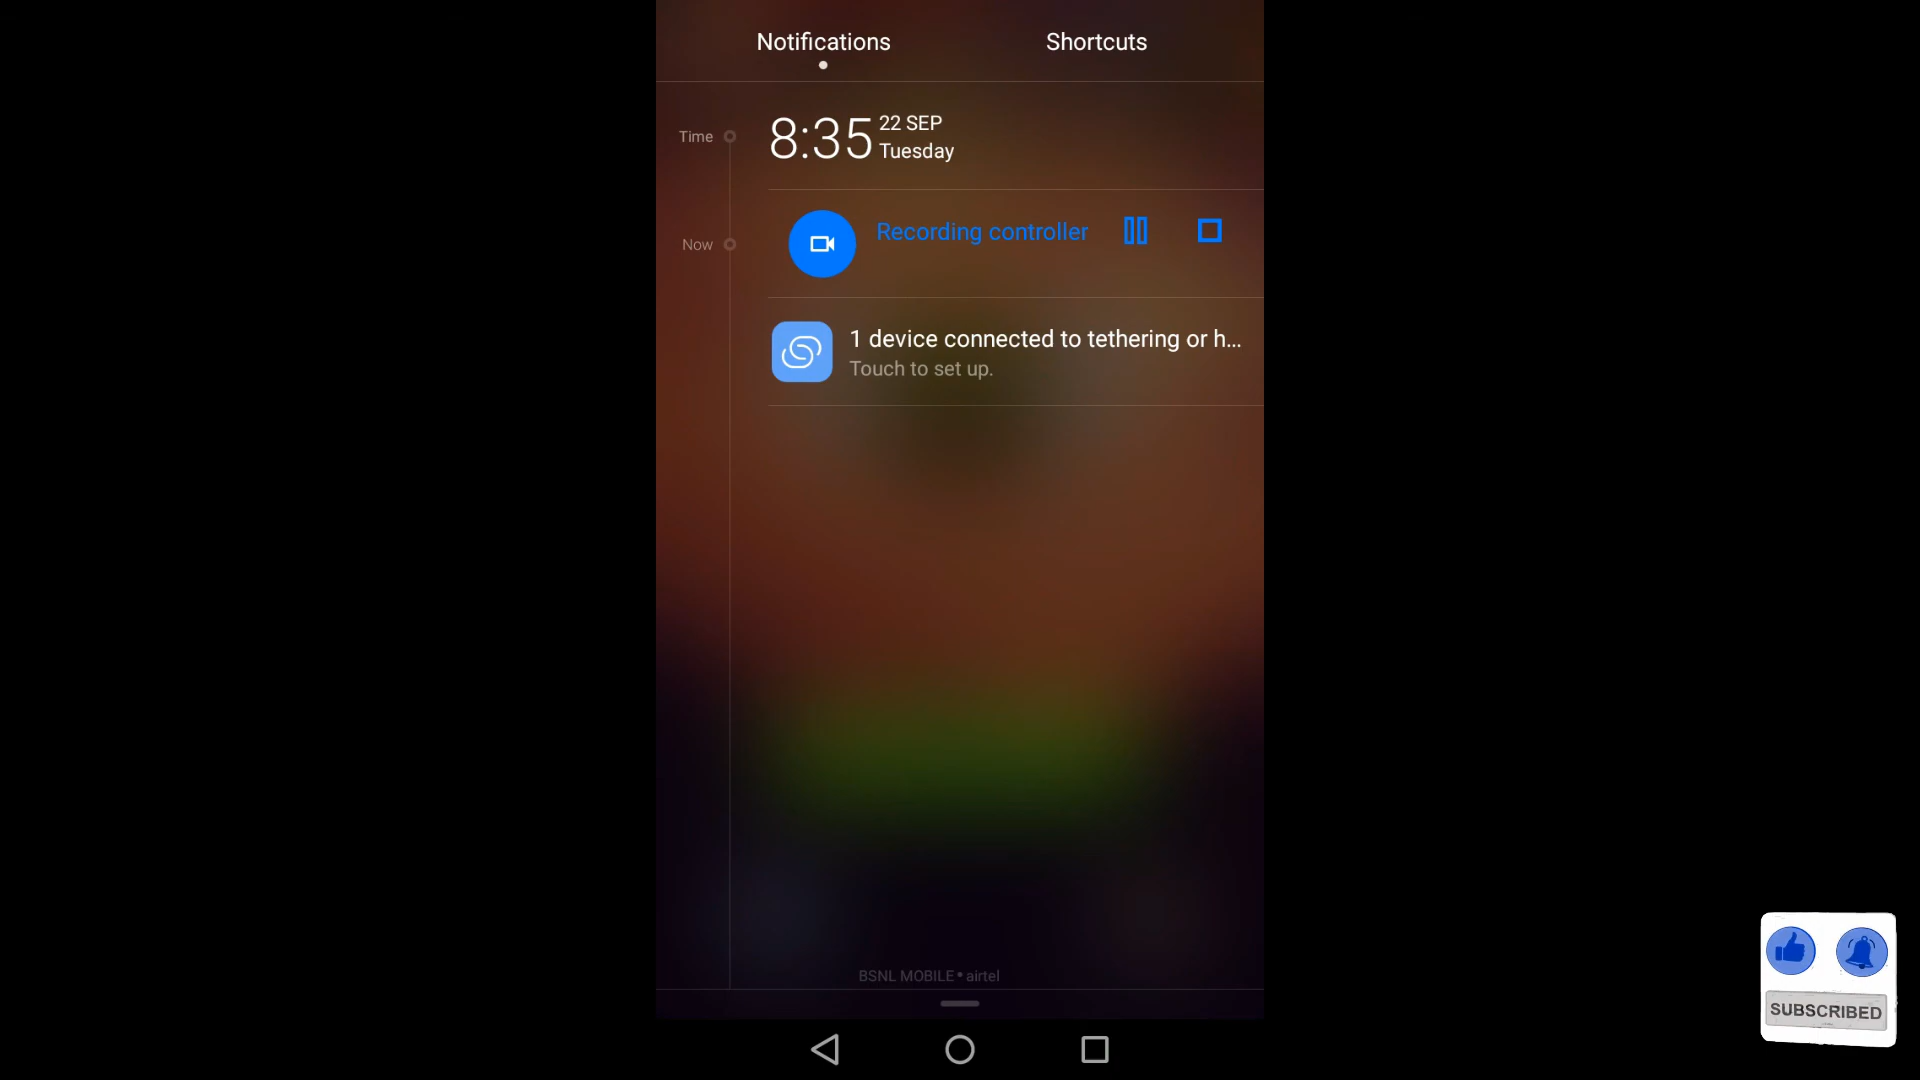 Notifications
Shortcuts
Time
8:35
22 SEP
Tuesday
Now
Recording controller
1 device connected to tethering or h...
Touch to set up.
BSNL MOBILE • airtel
SUBSCRIBED